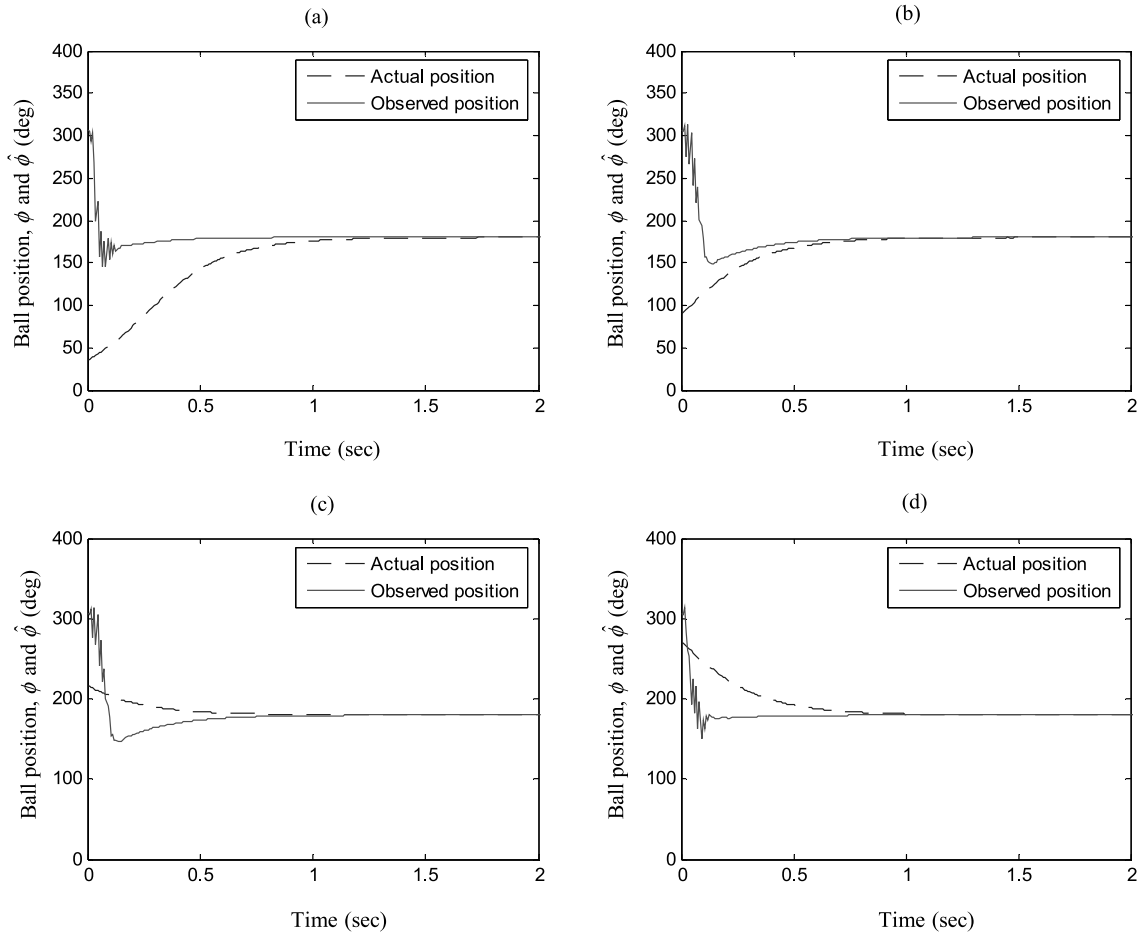 (a)
400
350
300
250
200
150
100
50
0
Ball position, ϕ and ϕ̂ (deg)
Actual position
Observed position
0 0.5 1 1.5 2
Time (sec)
(b)
400
350
300
250
200
150
100
50
0
Ball position, ϕ and ϕ̂ (deg)
Actual position
Observed position
0 0.5 1 1.5 2
Time (sec)
(c)
400
300
200
100
0
Ball position, ϕ and ϕ̂ (deg)
Actual position
Observed position
0 0.5 1 1.5 2
Time (sec)
(d)
400
300
200
100
0
Ball position, ϕ and ϕ̂ (deg)
Actual position
Observed position
0 0.5 1 1.5 2
Time (sec)